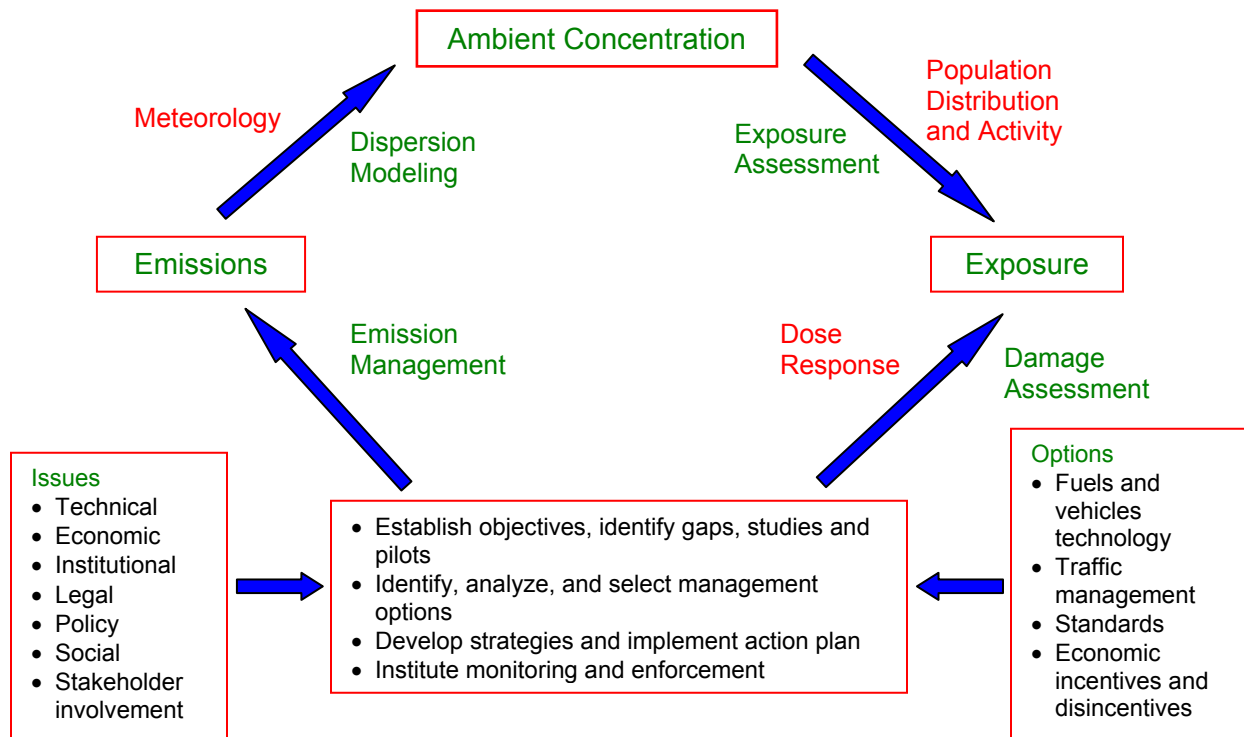 Ambient Concentration
Meteorology
Dispersion
Modeling
Exposure
Assessment
Population
Distribution
and Activity
Emissions
Exposure
Emission
Management
Dose
Response
Damage
Assessment
Issues
• Technical
• Economic
• Institutional
• Legal
• Policy
• Social
• Stakeholder
involvement
• Establish objectives, identify gaps, studies and
pilots
• Identify, analyze, and select management
options
• Develop strategies and implement action plan
• Institute monitoring and enforcement
Options
• Fuels and
vehicles
technology
• Traffic
management
• Standards
• Economic
incentives and
disincentives